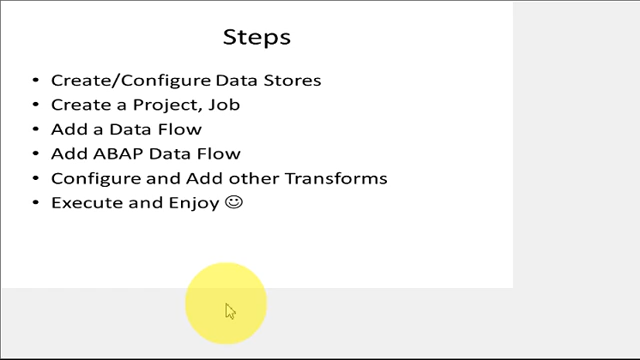 Steps
• Create/Configure Data Stores
• Create a Project, Job
• Add a Data Flow
• Add ABAP Data Flow
• Configure and Add other Transforms
• Execute and Enjoy ☺